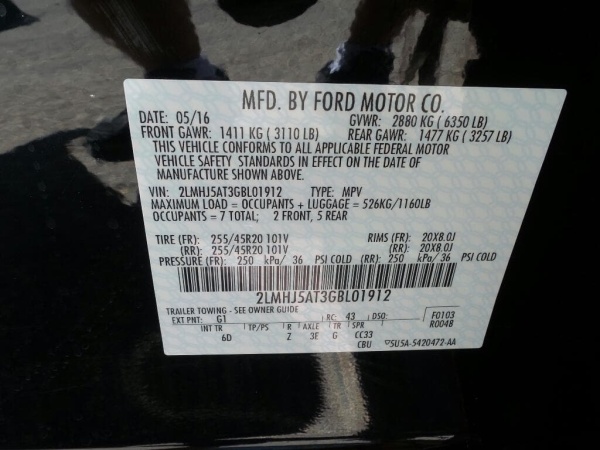 MFD. BY FORD MOTOR CO.
DATE: 05/16 GVWR: 2880 KG ( 6350 LB)
FRONT GAWR: 1411 KG ( 3110 LB) REAR GAWR: 1477 KG ( 3257 LB)
THIS VEHICLE CONFORMS TO ALL APPLICABLE FEDERAL MOTOR
VEHICLE SAFETY STANDARDS IN EFFECT ON THE DATE OF
MANUFACTURE SHOWN ABOVE.
VIN: 2LMHJ5AT3GBL01912 TYPE: MPV
MAXIMUM LOAD = OCCUPANTS + LUGGAGE = 526KG/1160LB
OCCUPANTS = 7 TOTAL; 2 FRONT, 5 REAR
TIRE (FR): 255/45R20 101V RIMS (FR): 20X8.0J
(RR): 255/45R20 101V (RR): 20X8.0J
PRESSURE (FR): 250 kPa/ 36 PSI COLD (RR): 250 kPa/ 36 PSI COLD
2LMHJ5AT3GBL01912
TRAILER TOWING - SEE OWNER GUIDE
EXT PNT: G1 RC: 43 DSO: F0103
R0048
INT TR TP/PS R AXLE TR SPR
6D Z 3E G CC33
CBU 5U5A-5420472-AA